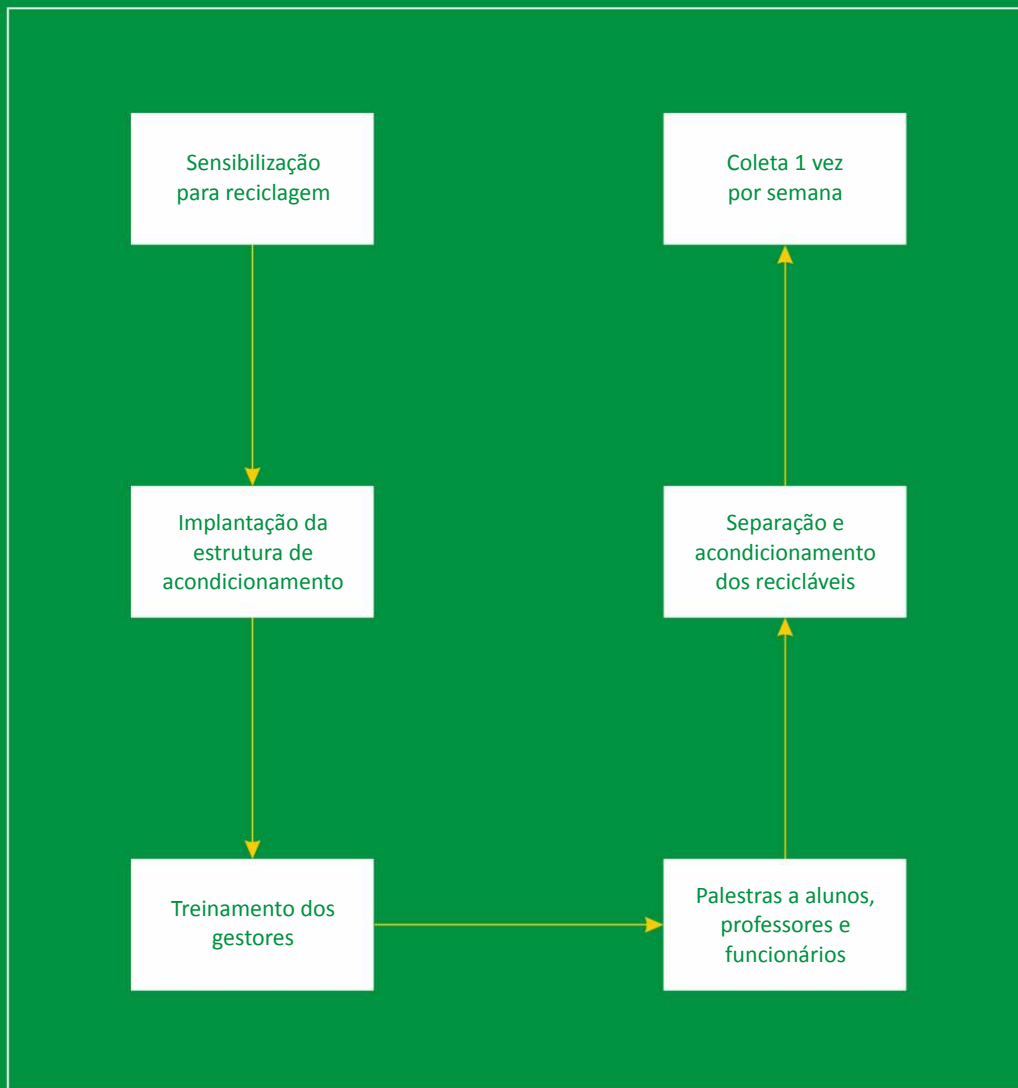 Sensibilização
para reciclagem
Implantação da
estrutura de
acondicionamento
Treinamento dos
gestores
Palestras a alunos,
professores e
funcionários
Separação e
acondicionamento
dos recicláveis
Coleta 1 vez
por semana